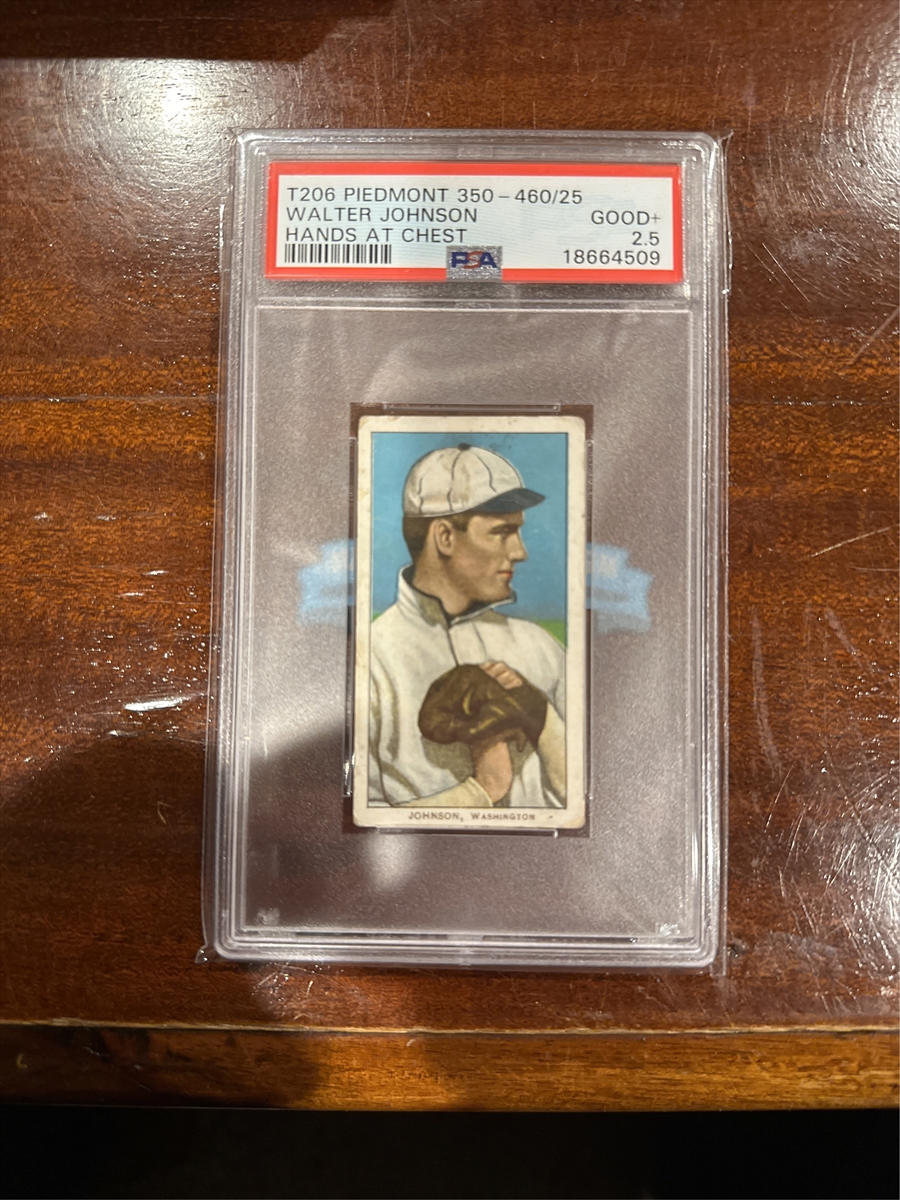 T206 PIEDMONT 350-460/25
WALTER JOHNSON GOOD+
HANDS AT CHEST 2.5
PSA 18664509
JOHNSON, WASHINGTON